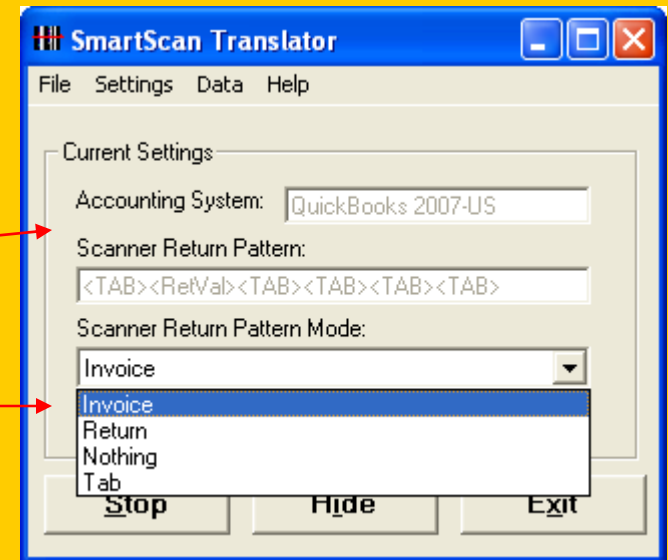 SmartScan Translator
File Settings Data Help
Current Settings
Accounting System: QuickBooks 2007-US
Scanner Return Pattern:
<TAB><RetVal><TAB><TAB><TAB><TAB>
Scanner Return Pattern Mode:
Invoice
Invoice
Return
Nothing
Tab
Stop Hide Exit